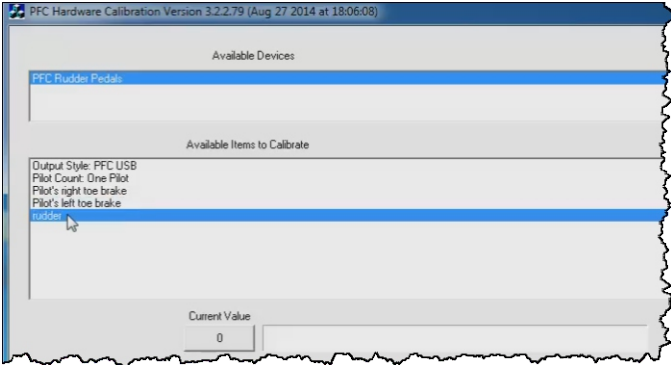 PFC Hardware Calibration Version 3.2.2.79 (Aug 27 2014 at 18:06:08)
Available Devices
PFC Rudder Pedals
Available Items to Calibrate
Output Style: PFC USB
Pilot Count: One Pilot
Pilot's right toe brake
Pilot's left toe brake
rudder
Current Value
0